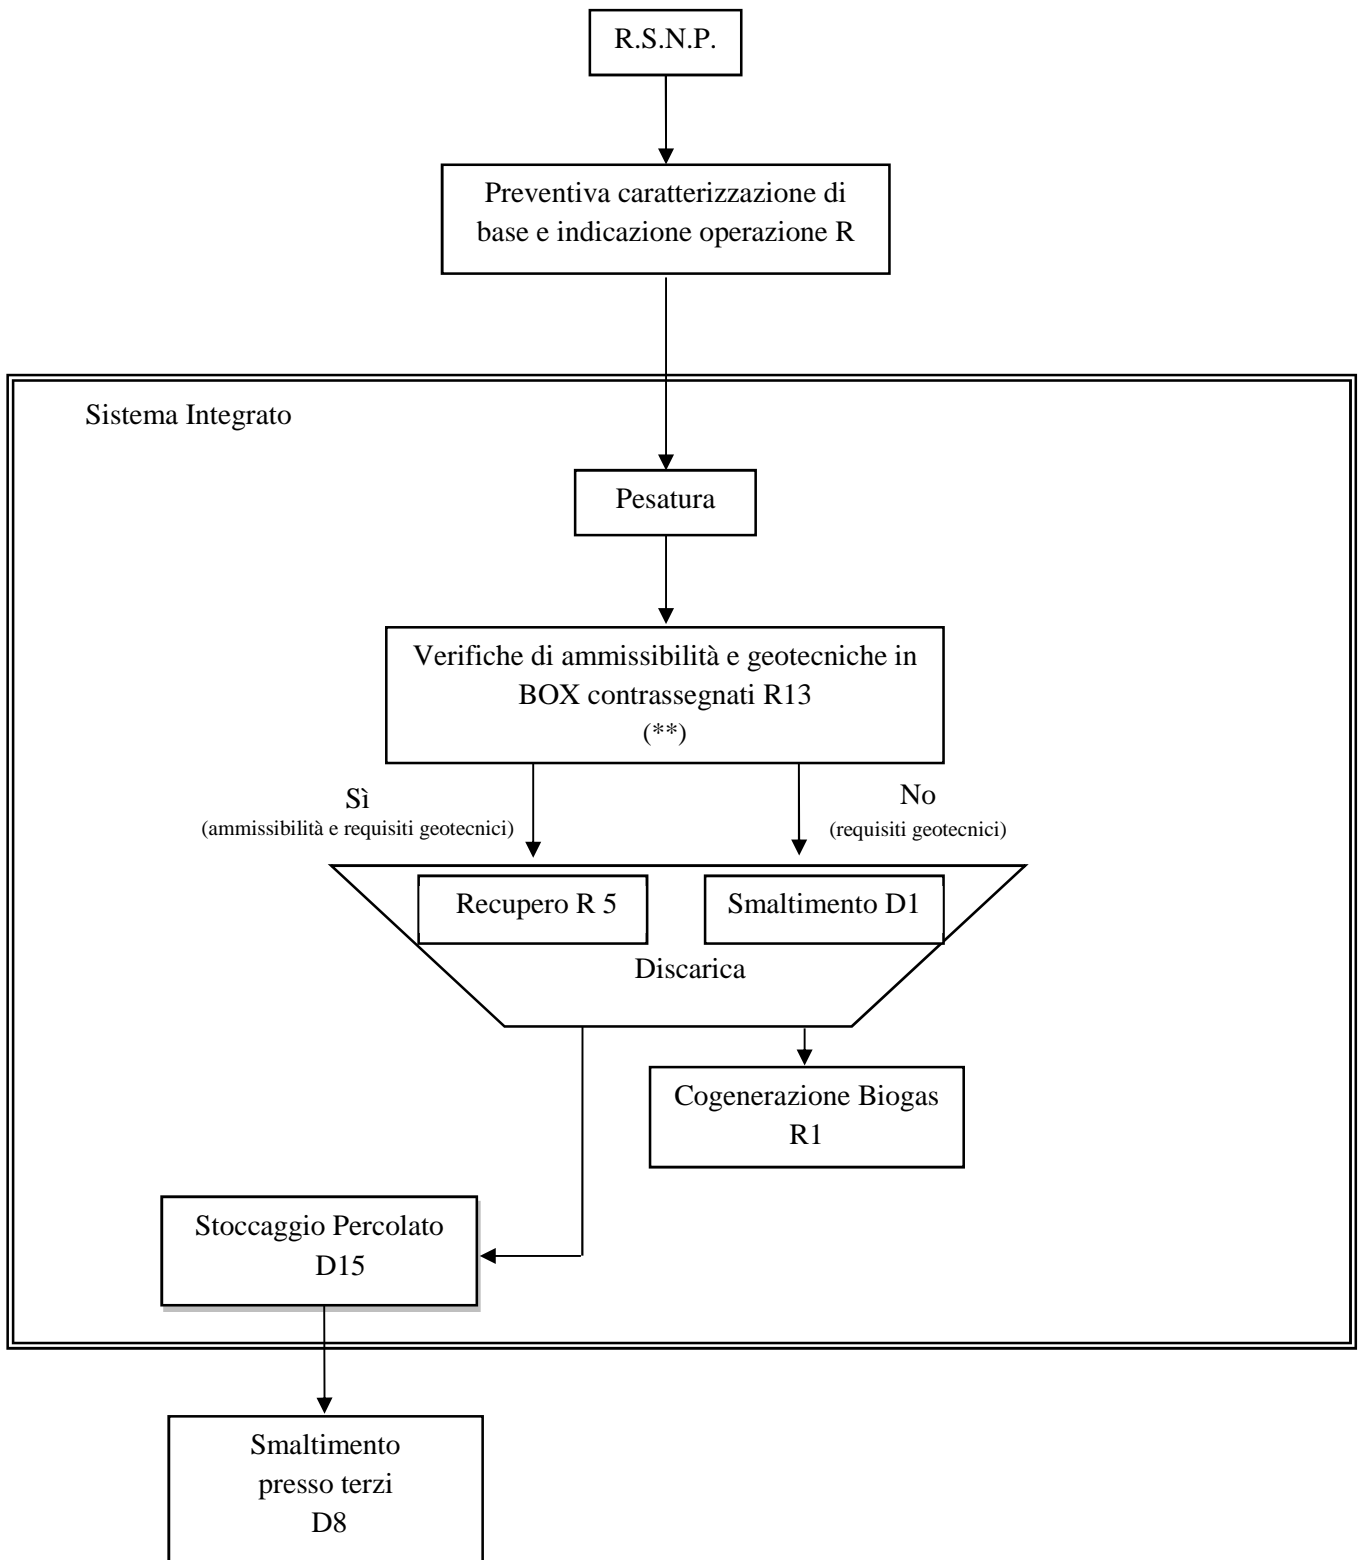 R.S.N.P.
Preventiva caratterizzazione di
base e indicazione operazione R
Sistema Integrato
Pesatura
Verifiche di ammissibilità e geotecniche in
BOX contrassegnati R13
(**)
Sì
(ammissibilità e requisiti geotecnici)
No
(requisiti geotecnici)
Recupero R 5
Smaltimento D1
Discarica
Cogenerazione Biogas
R1
Stoccaggio Percolato
D15
Smaltimento
presso terzi
D8